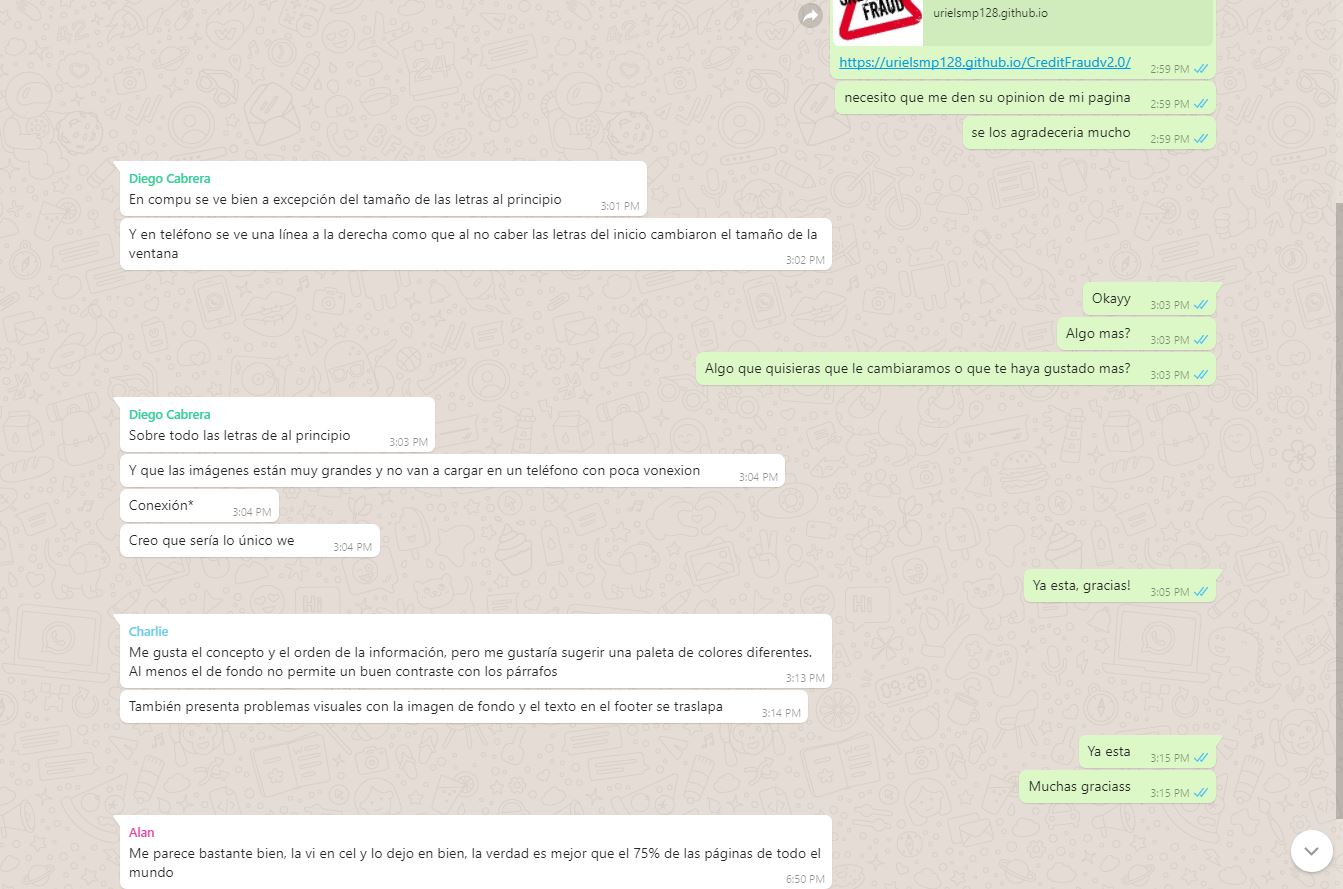 FRAUD
urielsmp128.github.io
https://urielsmp128.github.io/CreditFraudv2.0/
2:59 PM
necesito que me den su opinion de mi pagina
2:59 PM
se los agradeceria mucho
2:59 PM
Diego Cabrera
En compu se ve bien a excepción del tamaño de las letras al principio
3:01 PM
Y en teléfono se ve una línea a la derecha como que al no caber las letras del inicio cambiaron el tamaño de la
ventana
3:02 PM
Okayy
3:03 PM
Algo mas?
3:03 PM
Algo que quisieras que le cambiaramos o que te haya gustado mas?
3:03 PM
Diego Cabrera
Sobre todo las letras de al principio
3:03 PM
Y que las imágenes están muy grandes y no van a cargar en un teléfono con poca vonexion
3:04 PM
Conexión*
3:04 PM
Creo que sería lo único we
3:04 PM
Ya esta, gracias!
3:05 PM
Charlie
Me gusta el concepto y el orden de la información, pero me gustaría sugerir una paleta de colores diferentes.
Al menos el de fondo no permite un buen contraste con los párrafos
3:13 PM
También presenta problemas visuales con la imagen de fondo y el texto en el footer se traslapa
3:14 PM
Ya esta
3:15 PM
Muchas graciass
3:15 PM
Alan
Me parece bastante bien, la vi en cel y lo dejo en bien, la verdad es mejor que el 75% de las páginas de todo el
mundo
6:50 PM